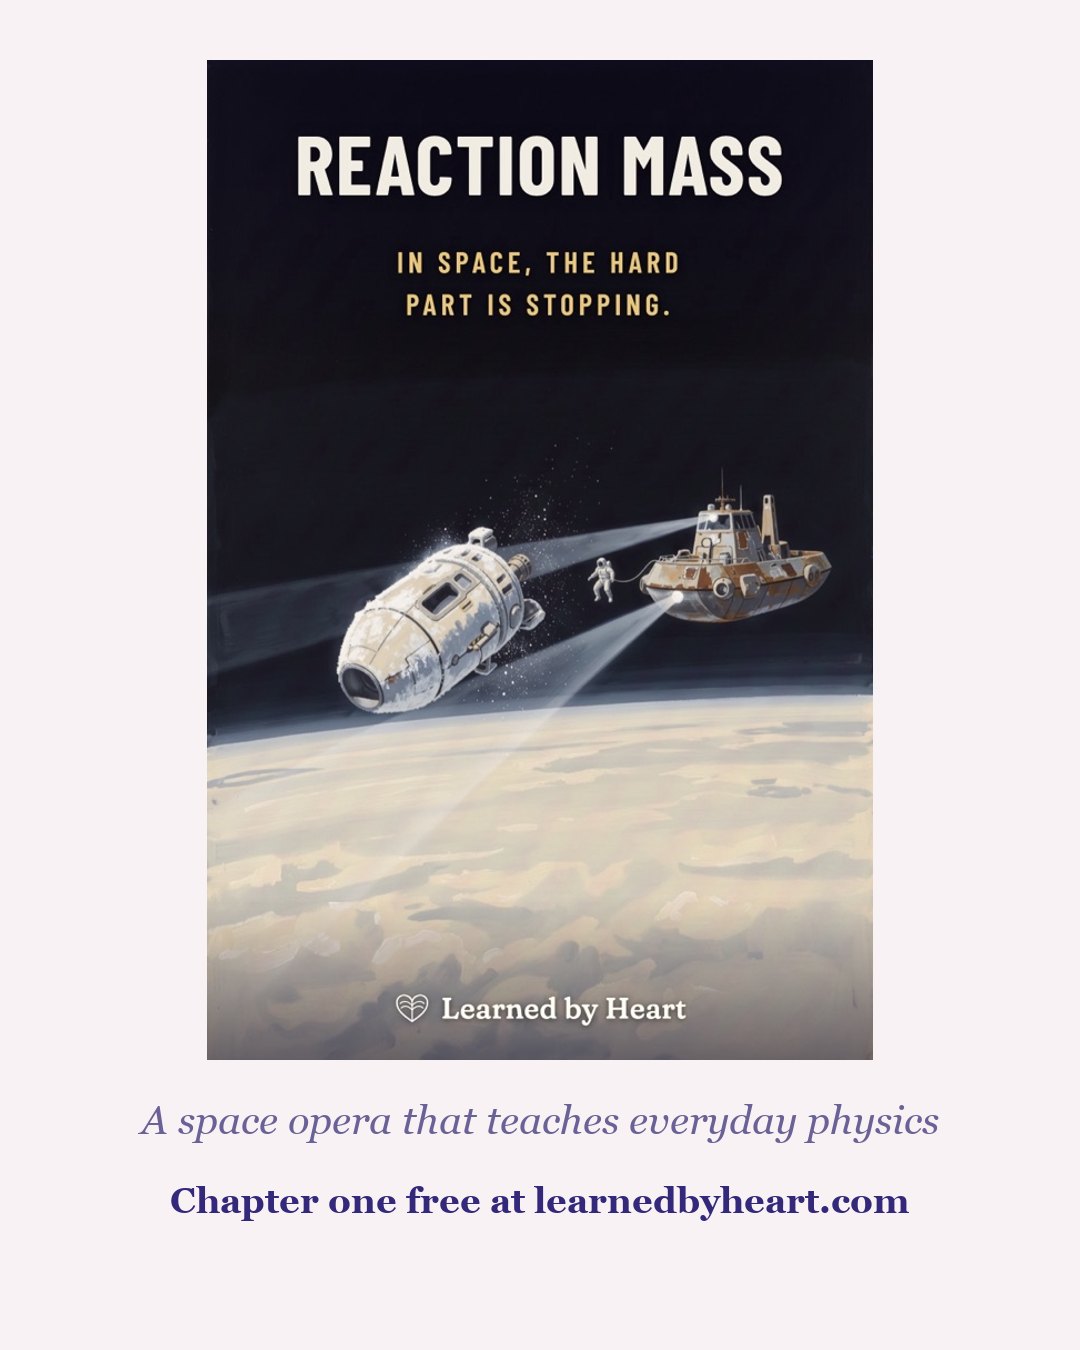 REACTION MASS
IN SPACE, THE HARD
PART IS STOPPING.
Learned by Heart
A space opera that teaches everyday physics
Chapter one free at learnedbyheart.com